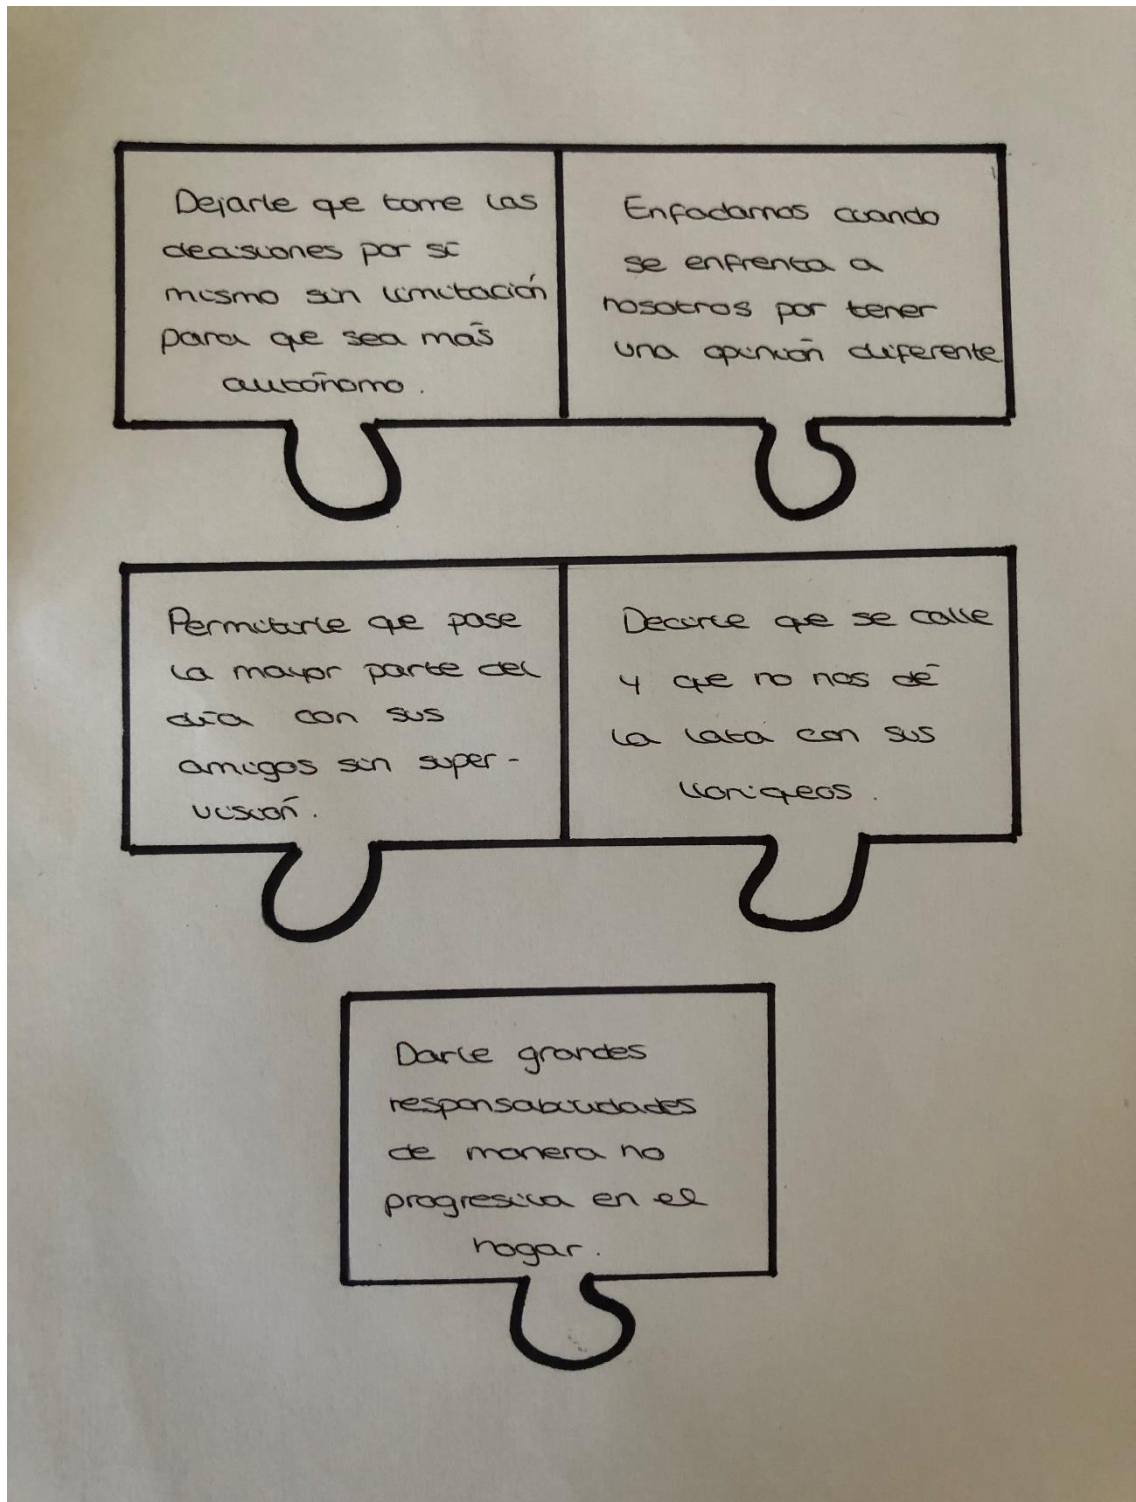 Dejarle que tome las
decisiones por sí
mismo sin limitación
para que sea más
autónomo.
Enfadarnos cuando
se enfrenta a
nosotros por tener
una opinión diferente
Permitirle que pase
la mayor parte del
día con sus
amigos sin super-
visión.
Decirle que se calle
y que no nos dé
la lata con sus
lloriqueos.
Darle grandes
responsabilidades
de manera no
progresiva en el
hogar.